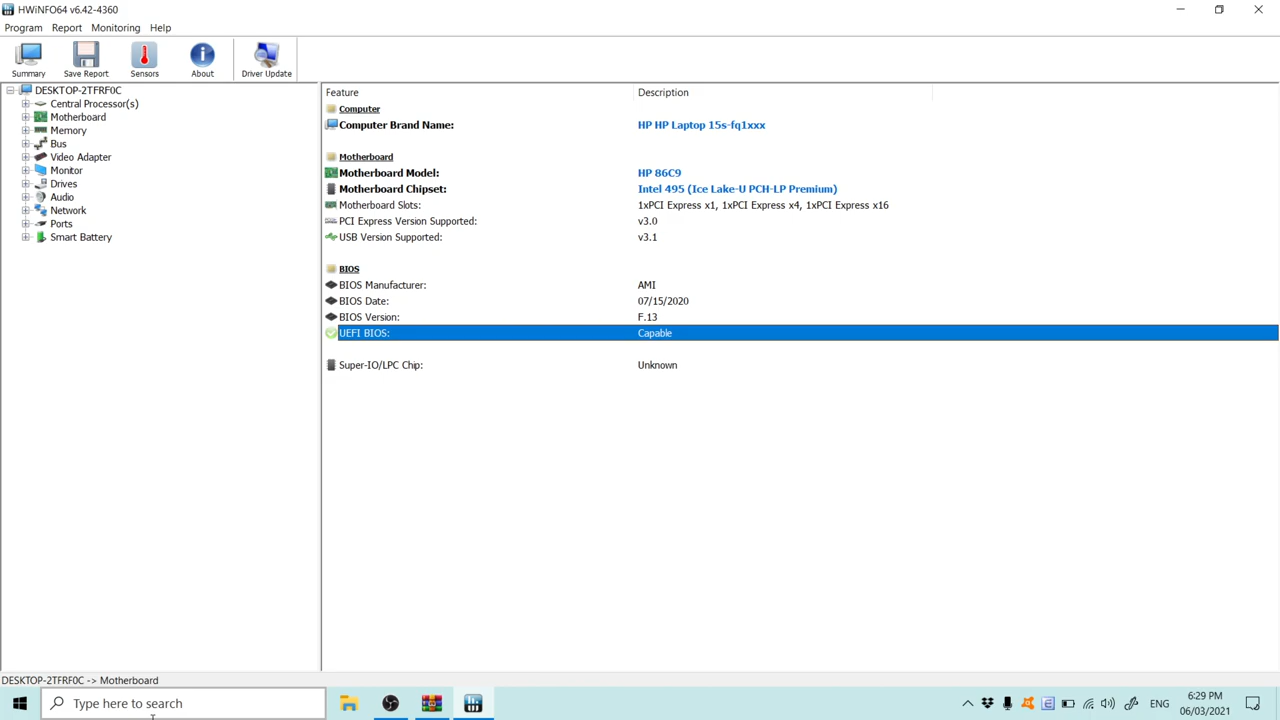 HWiNFO64 v6.42-4360
Program Report Monitoring Help
Summary Save Report Sensors About Driver Update
DESKTOP-2TFRF0C
Central Processor(s)
Motherboard
Memory
Bus
Video Adapter
Monitor
Drives
Audio
Network
Ports
Smart Battery
Feature Description
Computer
Computer Brand Name: HP HP Laptop 15s-fq1xxx
Motherboard
Motherboard Model: HP 86C9
Motherboard Chipset: Intel 495 (Ice Lake-U PCH-LP Premium)
Motherboard Slots: 1xPCI Express x1, 1xPCI Express x4, 1xPCI Express x16
PCI Express Version Supported: v3.0
USB Version Supported: v3.1
BIOS
BIOS Manufacturer: AMI
BIOS Date: 07/15/2020
BIOS Version: F.13
UEFI BIOS: Capable
Super-IO/LPC Chip: Unknown
DESKTOP-2TFRF0C -> Motherboard
Type here to search
ENG
6:29 PM
06/03/2021